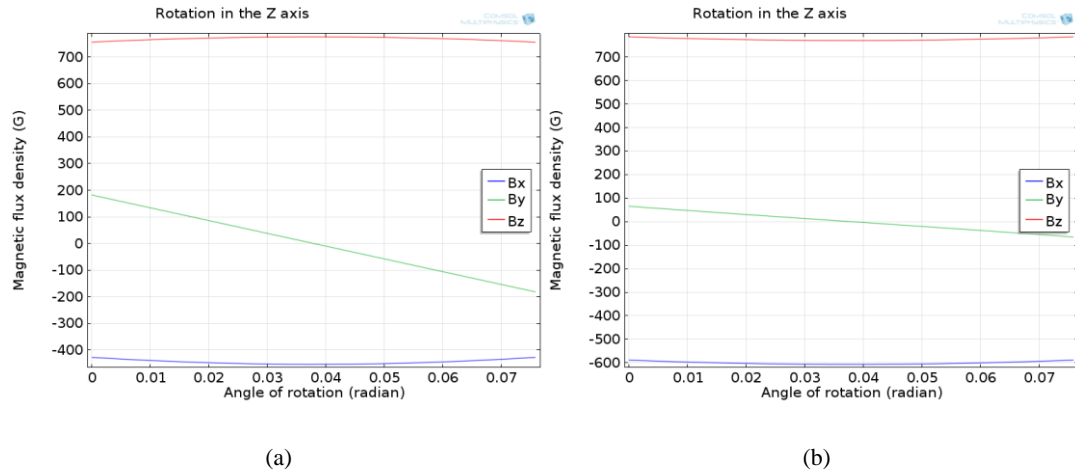 Rotation in the Z axis
COMSOL
MULTIPHYSICS
Magnetic flux density (G)
700
600
500
400
300
200
100
0
-100
-200
-300
-400
Bx
By
Bz
0 0.01 0.02 0.03 0.04 0.05 0.06 0.07
Angle of rotation (radian)
(a)
Rotation in the Z axis
COMSOL
MULTIPHYSICS
Magnetic flux density (G)
700
600
500
400
300
200
100
0
-100
-200
-300
-400
-500
-600
Bx
By
Bz
0 0.01 0.02 0.03 0.04 0.05 0.06 0.07
Angle of rotation (radian)
(b)